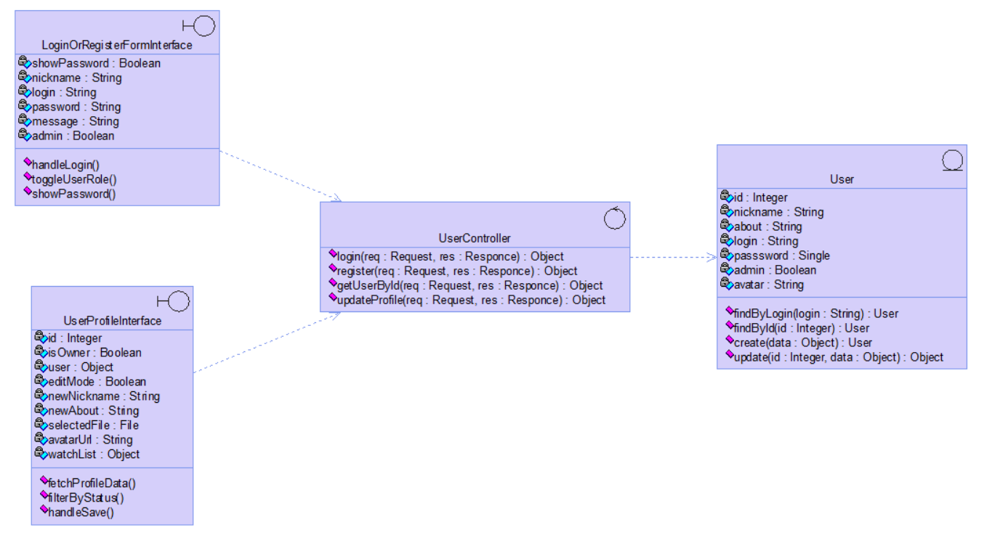 LoginOrRegisterFormInterface
showPassword : Boolean
nickname : String
login : String
password : String
message : String
admin : Boolean
handleLogin()
toggleUserRole()
showPassword()
UserProfileInterface
id : Integer
isOwner : Boolean
user : Object
editMode : Boolean
newNickname : String
newAbout : String
selectedFile : File
avatarUrl : String
watchList : Object
fetchProfileData()
filterByStatus()
handleSave()
UserController
login(req : Request, res : Responce) : Object
register(req : Request, res : Responce) : Object
getUserById(req : Request, res : Responce) : Object
updateProfile(req : Request, res : Responce) : Object
User
id : Integer
nickname : String
about : String
login : String
passsword : Single
admin : Boolean
avatar : String
findByLogin(login : String) : User
findById(id : Integer) : User
create(data : Object) : User
update(id : Integer, data : Object) : Object